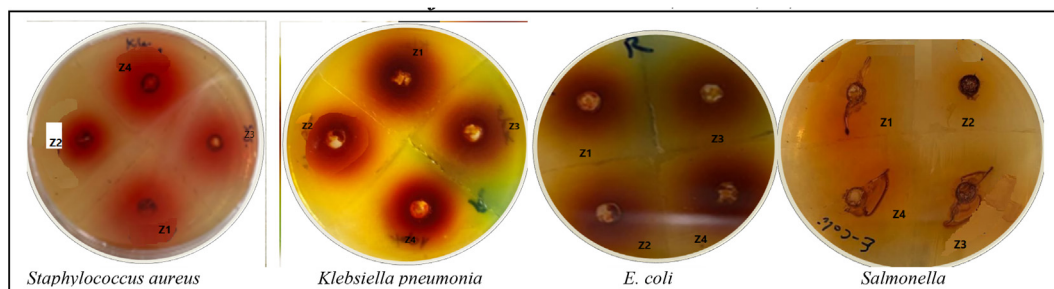 Kle
Z4
Z2
Z3
Z1
Z1
Z2
Z3
Z4
R
Z1
Z3
Z2
Z4
Z1
Z2
Z4
Z3
E-coli
Staphylococcus aureus
Klebsiella pneumonia
E. coli
Salmonella